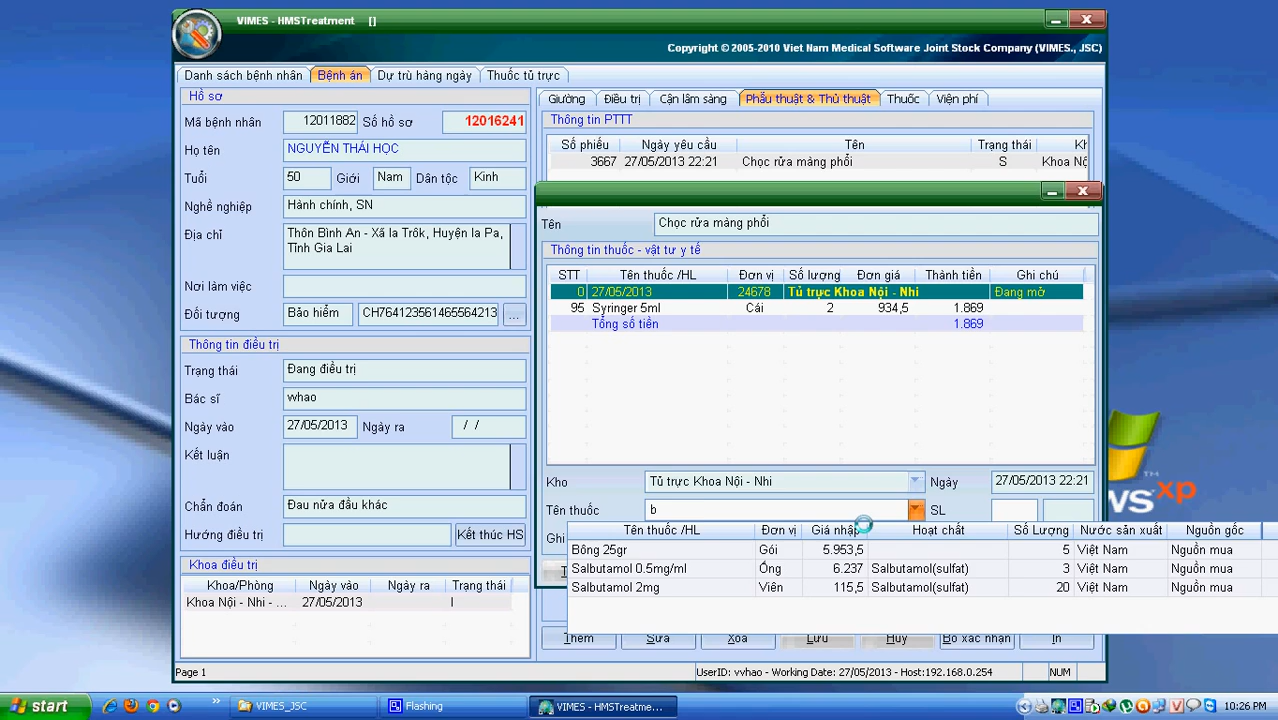 VIMES - HMSTreatment []
Copyright © 2005-2010 Viet Nam Medical Software Joint Stock Company (VIMES., JSC)
Danh sách bệnh nhân Bệnh án Dự trù hàng ngày Thuốc tủ trực
Hồ sơ
Mã bệnh nhân 12011882 Số hồ sơ 12016241
Họ tên NGUYỄN THÁI HỌC
Tuổi 50 Giới Nam Dân tộc Kinh
Nghề nghiệp Hành chính, SN
Địa chỉ Thôn Bình An - Xã Ia Trôk, Huyện Ia Pa,
Tỉnh Gia Lai
Nơi làm việc
Đối tượng Bảo hiểm CH764123561465564213 ...
Thông tin điều trị
Trạng thái Đang điều trị
Bác sĩ whao
Ngày vào 27/05/2013 Ngày ra / /
Kết luận
Chẩn đoán Đau nửa đầu khác
Hướng điều trị Kết thúc HS
Khoa điều trị
Khoa/Phòng Ngày vào Ngày ra Trạng thái
Khoa Nội - Nhi - ... 27/05/2013 I
Giường Điều trị Cận lâm sàng Phẫu thuật & Thủ thuật Thuốc Viện phí
Thông tin PTTT
Số phiếu Ngày yêu cầu Tên Trạng thái Kh
3667 27/05/2013 22:21 Chọc rửa màng phổi S Khoa Nộ
Tên Chọc rửa màng phổi
Thông tin thuốc - vật tư y tế
STT Tên thuốc /HL Đơn vị Số lượng Đơn giá Thành tiền Ghi chú
0 27/05/2013 24678 Tủ trực Khoa Nội - Nhi Đang mở
95 Syringer 5ml Cái 2 934,5 1.869
Tổng số tiền 1.869
Kho Tủ trực Khoa Nội - Nhi Ngày 27/05/2013 22:21
Tên thuốc b SL
Ghi
Tên thuốc /HL Đơn vị Giá nhập Hoạt chất Số Lượng Nước sản xuất Nguồn gốc
Bông 25gr Gói 5.953,5 5 Việt Nam Nguồn mua
Salbutamol 0.5mg/ml Ống 6.237 Salbutamol(sulfat) 3 Việt Nam Nguồn mua
Salbutamol 2mg Viên 115,5 Salbutamol(sulfat) 20 Việt Nam Nguồn mua
Thêm Sửa Xóa Lưu Hủy Bỏ xác nhận In
Page 1 UserID: vvhao - Working Date: 27/05/2013 - Host:192.168.0.254 NUM
ws xp
TM
start VIMES_JSC Flashing VIMES - HMSTreatme... 10:26 PM